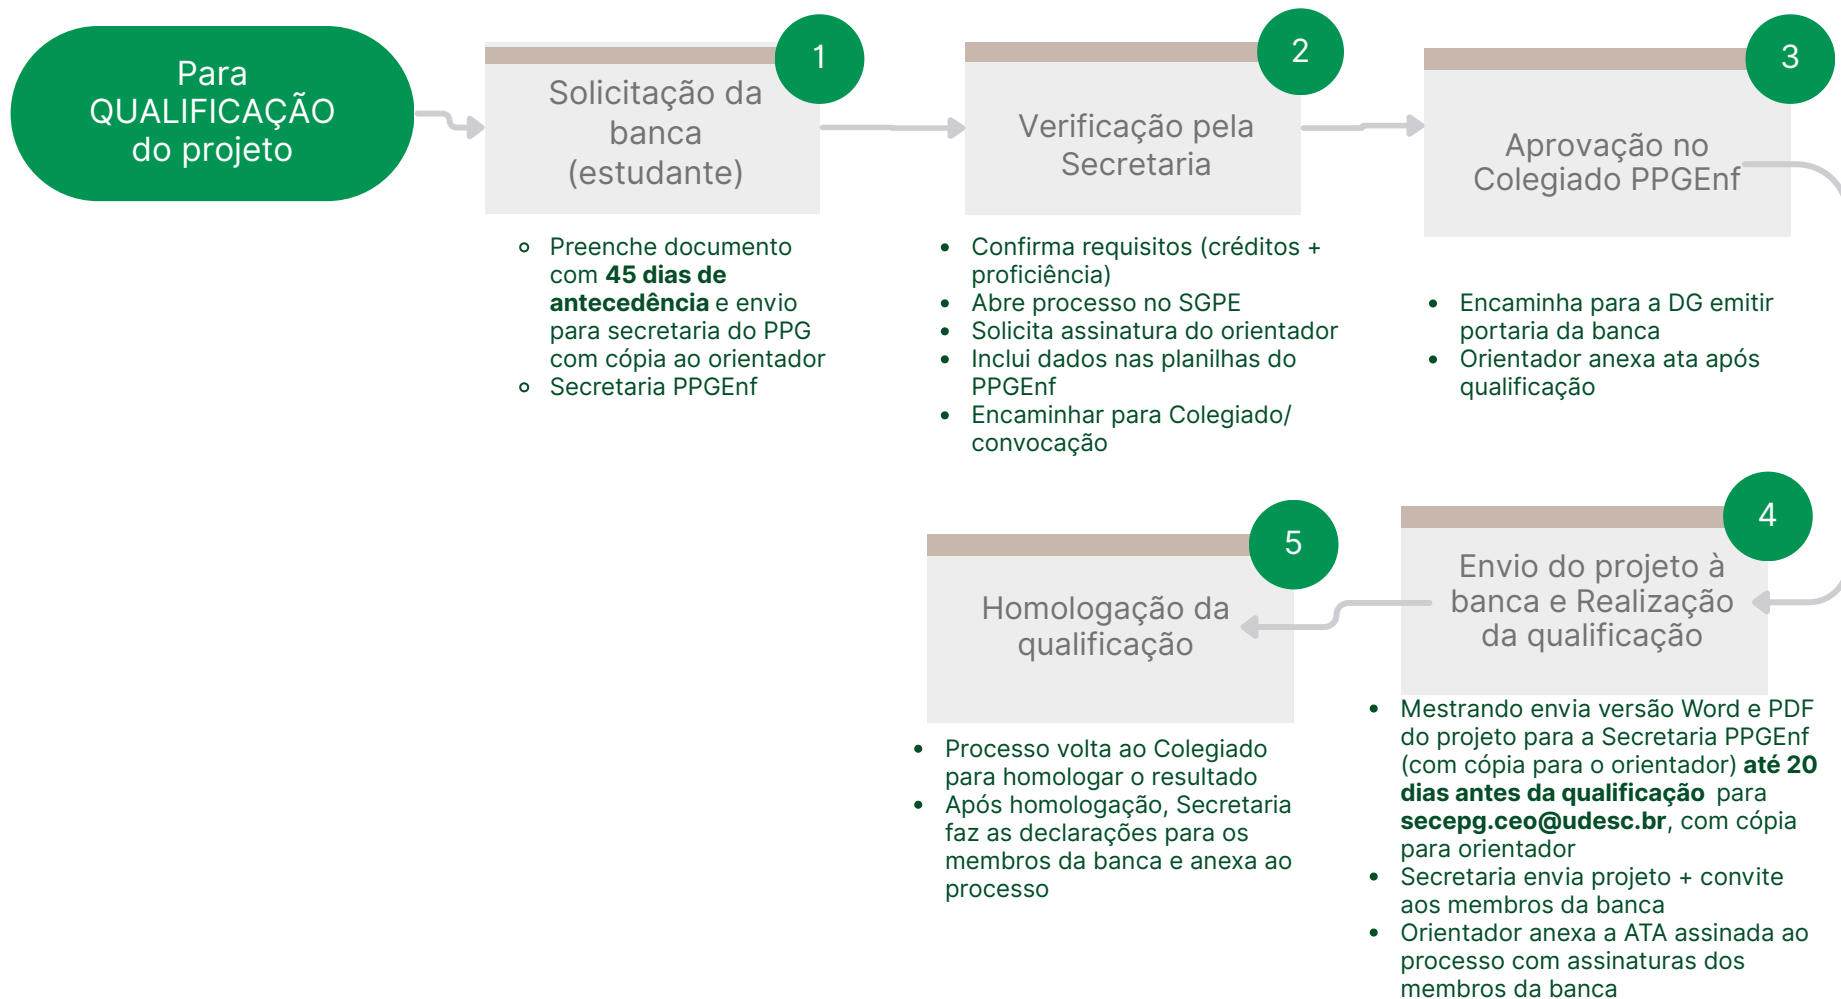 Para
QUALIFICAÇÃO
do projeto
1
Solicitação da
banca
(estudante)
Preenche documento
com 45 dias de
antecedência e envio
para secretaria do PPG
com cópia ao orientador
Secretaria PPGEnf
2
Verificação pela
Secretaria
Confirma requisitos (créditos +
proficiência)
Abre processo no SGPE
Solicita assinatura do orientador
Inclui dados nas planilhas do
PPGEnf
Encaminhar para Colegiado/
convocação
3
Aprovação no
Colegiado PPGEnf
Encaminha para a DG emitir
portaria da banca
Orientador anexa ata após
qualificação
4
Envio do projeto à
banca e Realização
da qualificação
Mestrando envia versão Word e PDF
do projeto para a Secretaria PPGEnf
(com cópia para o orientador) até 20
dias antes da qualificação para
secepg.ceo@udesc.br, com cópia
para orientador
Secretaria envia projeto + convite
aos membros da banca
Orientador anexa a ATA assinada ao
processo com assinaturas dos
membros da banca
5
Homologação da
qualificação
Processo volta ao Colegiado
para homologar o resultado
Após homologação, Secretaria
faz as declarações para os
membros da banca e anexa ao
processo